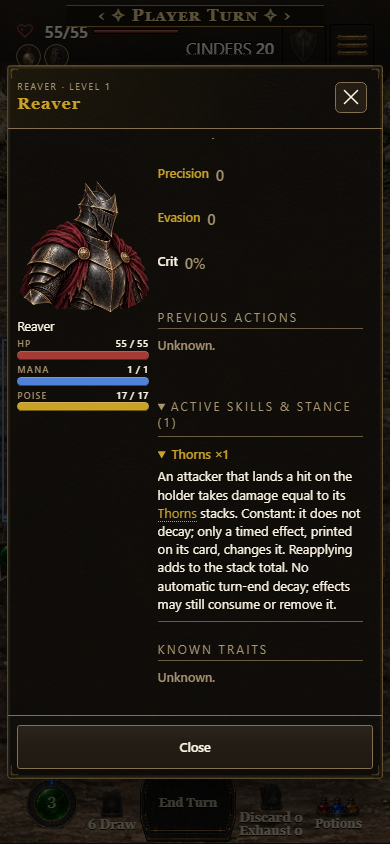 ‹ ✧ PLAYER TURN ✧ ›
55/55
CINDERS 20
REAVER · LEVEL 1
Reaver
Precision 0
Evasion 0
Crit 0%
Reaver
HP 55 / 55
MANA 1 / 1
POISE 17 / 17
PREVIOUS ACTIONS
Unknown.
▼ ACTIVE SKILLS & STANCE
(1)
▼ Thorns ×1
An attacker that lands a hit on the
holder takes damage equal to its
Thorns stacks. Constant: it does not
decay; only a timed effect, printed
on its card, changes it. Reapplying
adds to the stack total. No
automatic turn-end decay; effects
may still consume or remove it.
KNOWN TRAITS
Unknown.
Close
3
6 Draw
End Turn
Discard 0
Exhaust 0
Potions